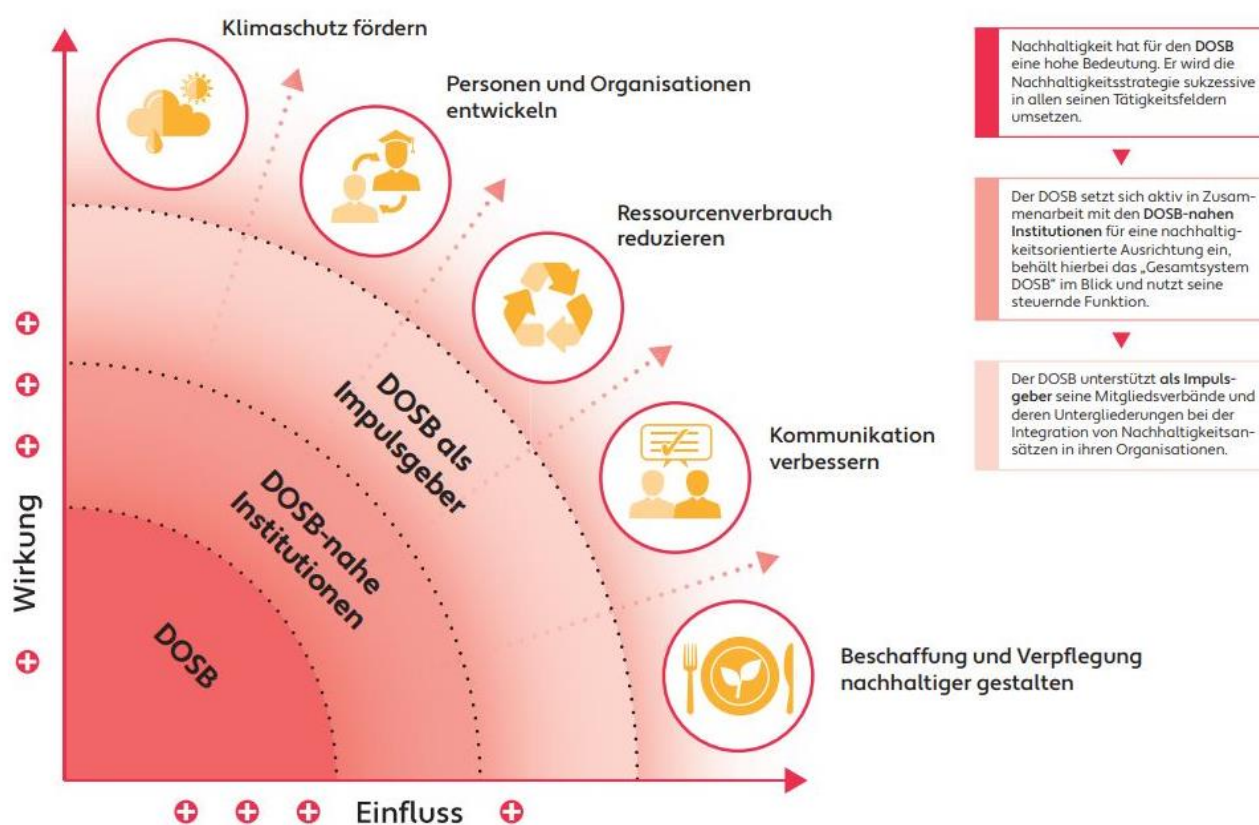 Klimaschutz fördern
Personen und Organisationen
entwickeln
Ressourcenverbrauch
reduzieren
Kommunikation
verbessern
Beschaffung und Verpflegung
nachhaltiger gestalten
DOSB als
Impulsgeber
DOSB-nahe
Institutionen
DOSB
Wirkung
Einfluss
Nachhaltigkeit hat für den DOSB
eine hohe Bedeutung. Er wird die
Nachhaltigkeitsstrategie sukzessive
in allen seinen Tätigkeitsfeldern
umsetzen.
Der DOSB setzt sich aktiv in Zusam-
menarbeit mit den DOSB-nahen
Institutionen für eine nachhaltig-
keitsorientierte Ausrichtung ein,
behält hierbei das „Gesamtsystem
DOSB“ im Blick und nutzt seine
steuernde Funktion.
Der DOSB unterstützt als Impuls-
geber seine Mitgliedsverbände und
deren Untergliederungen bei der
Integration von Nachhaltigkeitsan-
sätzen in ihren Organisationen.